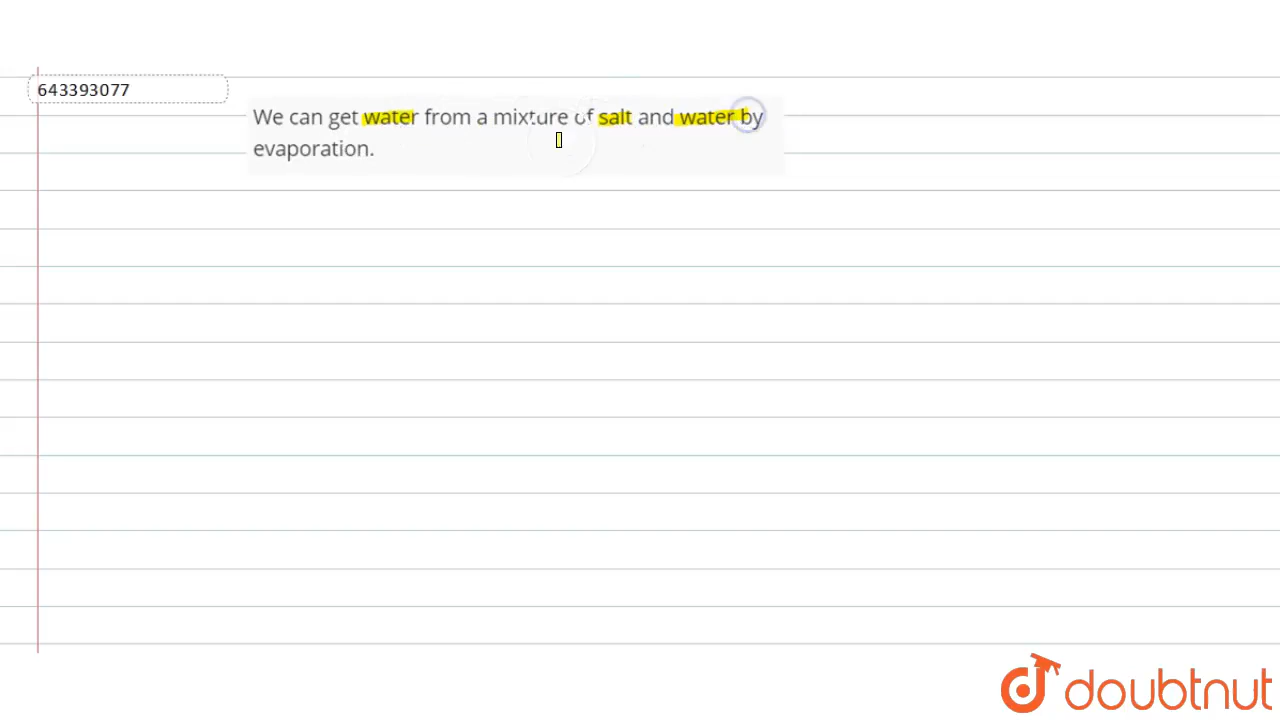 643393077
We can get water from a mixture of salt and water by
evaporation.
doubtnut